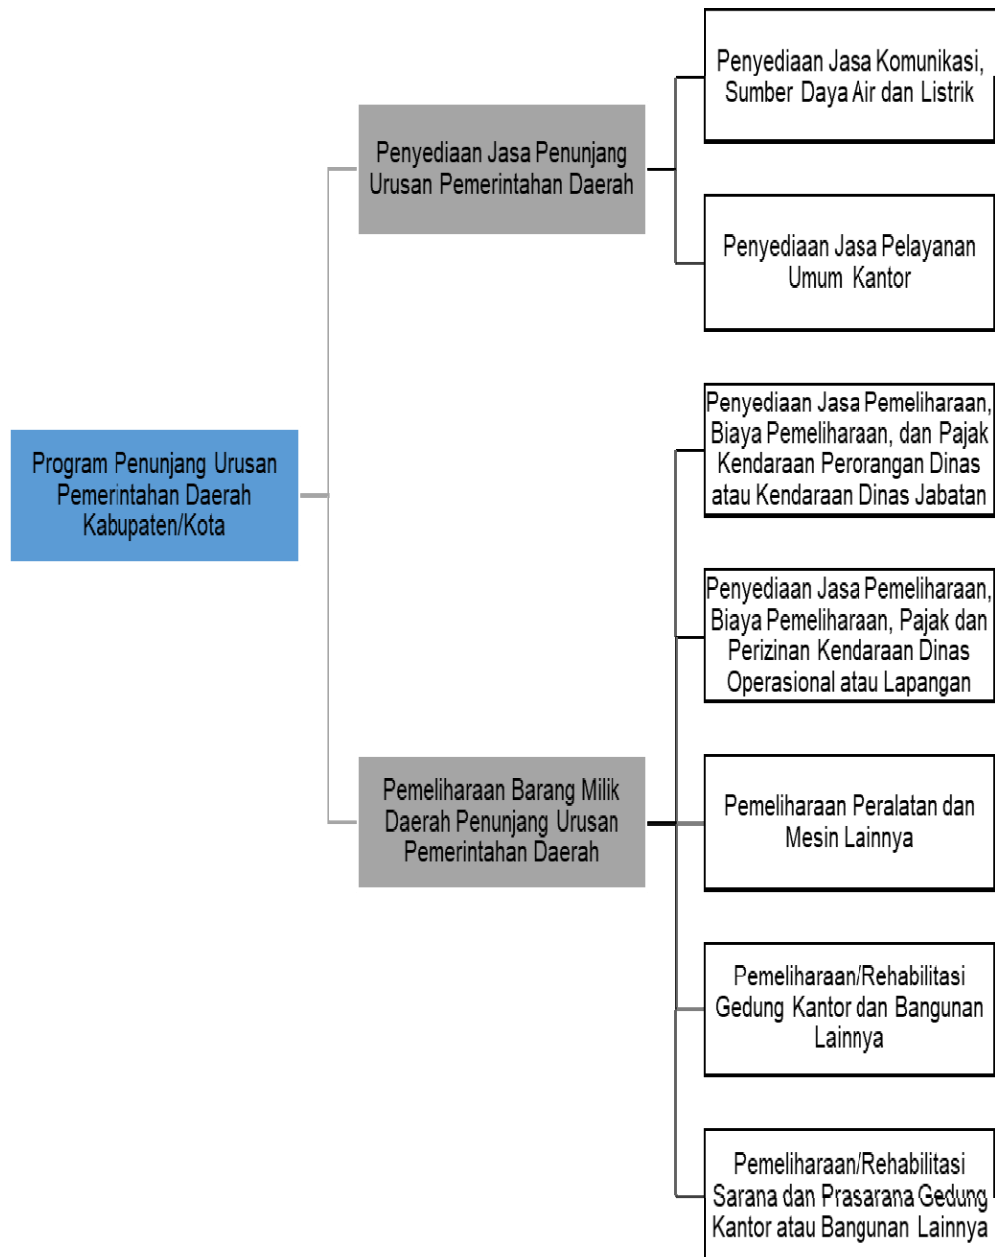 Program Penunjang Urusan
Pemerintahan Daerah
Kabupaten/Kota
Penyediaan Jasa Penunjang
Urusan Pemerintahan Daerah
Penyediaan Jasa Komunikasi,
Sumber Daya Air dan Listrik
Penyediaan Jasa Pelayanan
Umum Kantor
Pemeliharaan Barang Milik
Daerah Penunjang Urusan
Pemerintahan Daerah
Penyediaan Jasa Pemeliharaan,
Biaya Pemeliharaan, dan Pajak
Kendaraan Perorangan Dinas
atau Kendaraan Dinas Jabatan
Penyediaan Jasa Pemeliharaan,
Biaya Pemeliharaan, Pajak dan
Perizinan Kendaraan Dinas
Operasional atau Lapangan
Pemeliharaan Peralatan dan
Mesin Lainnya
Pemeliharaan/Rehabilitasi
Gedung Kantor dan Bangunan
Lainnya
Pemeliharaan/Rehabilitasi
Sarana dan Prasarana Gedung
Kantor atau Bangunan Lainnya